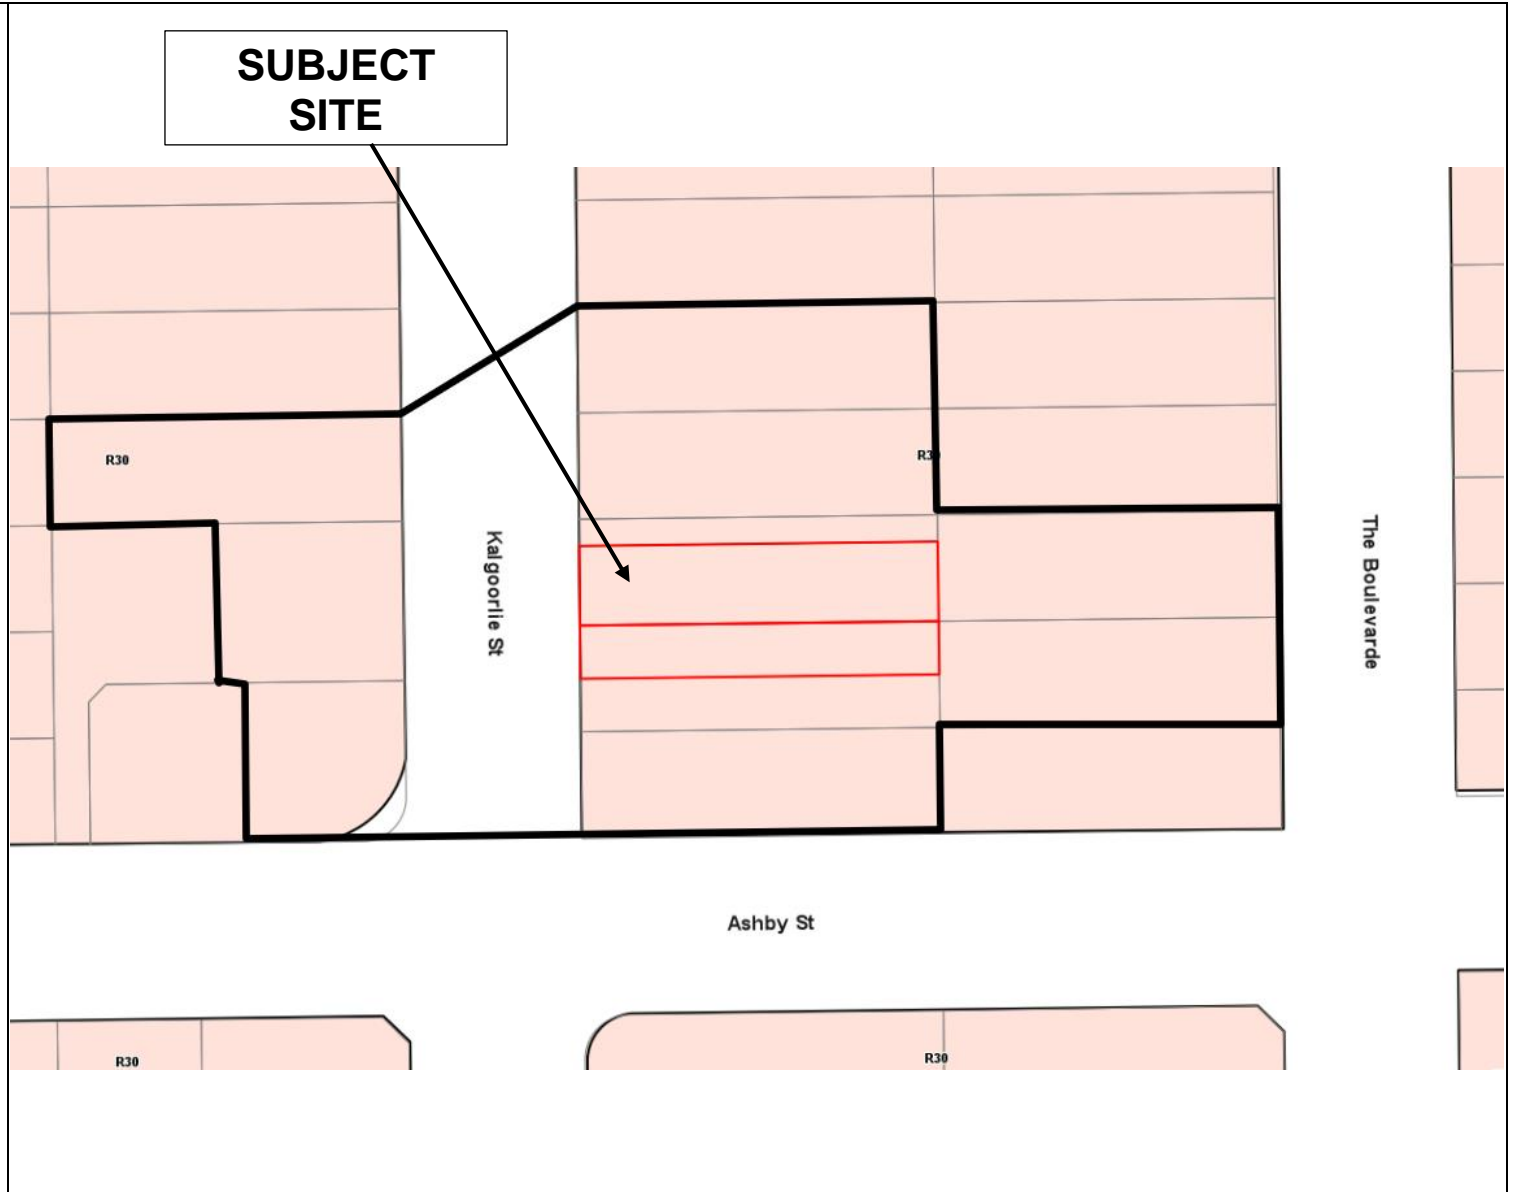 SUBJECT
SITE
R30
R30
Kalgoorlie St
The Boulevarde
Ashby St
R30
R30